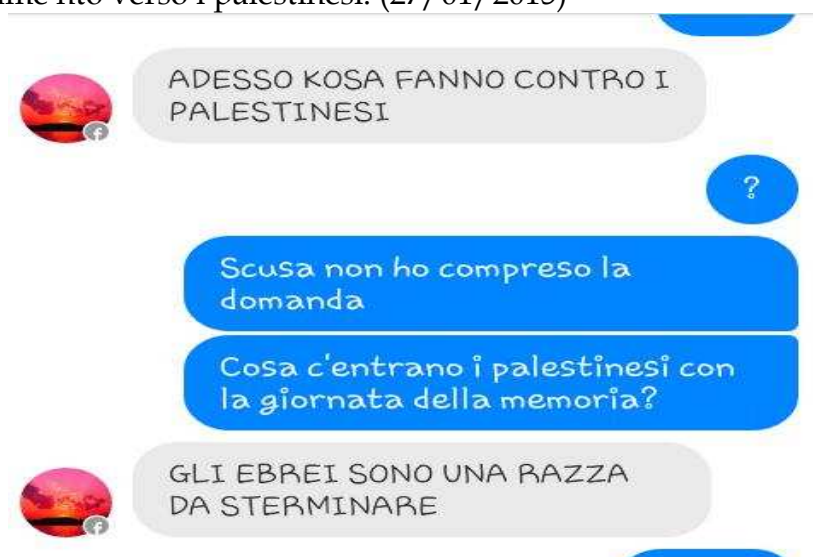 verso i palestinesi. (27/01/2015)
ADESSO KOSA FANNO CONTRO I
PALESTINESI
?
Scusa non ho compreso la
domanda
Cosa c'entrano i palestinesi con
la giornata della memoria?
GLI EBREI SONO UNA RAZZA
DA STERMINARE